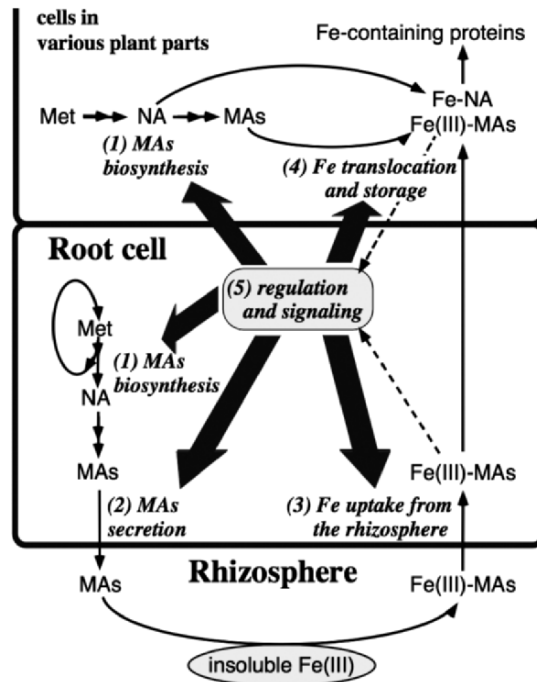 cells in
various plant parts
Fe-containing proteins
Met NA MAs
Fe-NA
Fe(III)-MAs
(1) MAs
biosynthesis
(4) Fe translocation
and storage
Root cell
(5) regulation
and signaling
Met
(1) MAs
biosynthesis
NA
MAs
Fe(III)-MAs
(2) MAs
secretion
(3) Fe uptake from
the rhizosphere
Rhizosphere
MAs
Fe(III)-MAs
insoluble Fe(III)